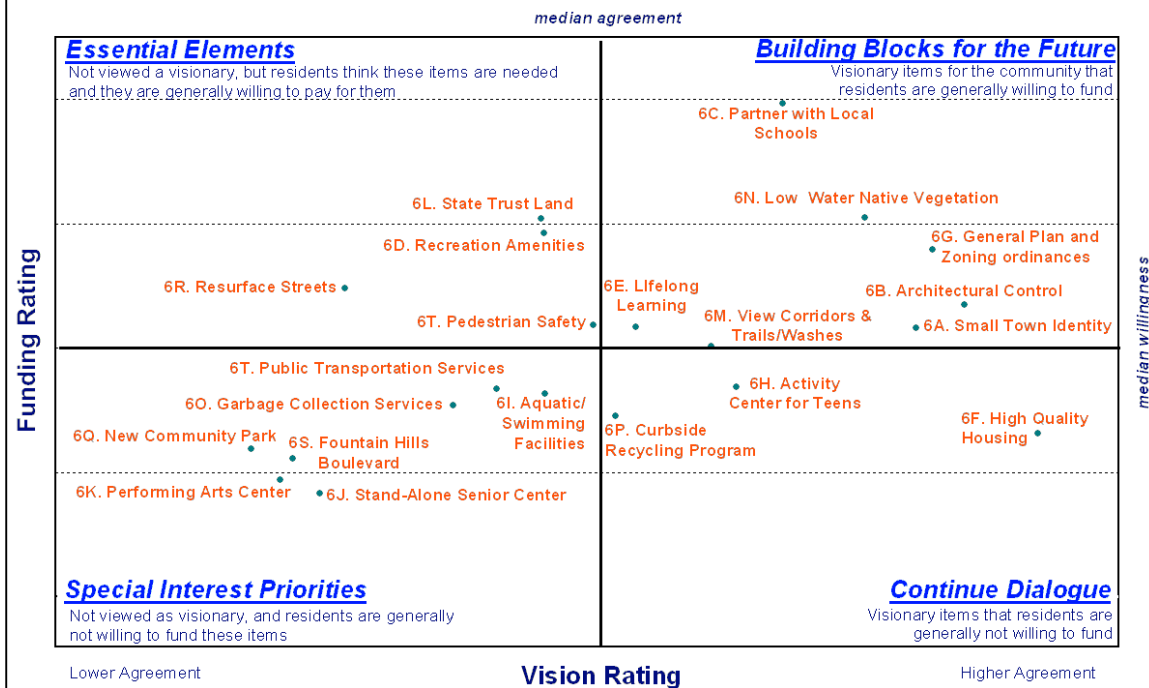 median agreement
Essential Elements
Not viewed a visionary, but residents think these items are needed
and they are generally willing to pay for them
Building Blocks for the Future
Visionary items for the community that
residents are generally willing to fund
6C. Partner with Local
Schools
6L. State Trust Land
6N. Low Water Native Vegetation
6D. Recreation Amenities
6G. General Plan and
Zoning ordinances
6R. Resurface Streets
6E. LIfelong
Learning
6B. Architectural Control
6T. Pedestrian Safety
6M. View Corridors &
Trails/Washes
6A. Small Town Identity
Funding Rating
median willingness
6T. Public Transportation Services
6O. Garbage Collection Services
6I. Aquatic/
Swimming
Facilities
6H. Activity
Center for Teens
6Q. New Community Park
6S. Fountain Hills
Boulevard
6P. Curbside
Recycling Program
6F. High Quality
Housing
6K. Performing Arts Center
6J. Stand-Alone Senior Center
Special Interest Priorities
Not viewed as visionary, and residents are generally
not willing to fund these items
Continue Dialogue
Visionary items that residents are
generally not willing to fund
Lower Agreement
Vision Rating
Higher Agreement